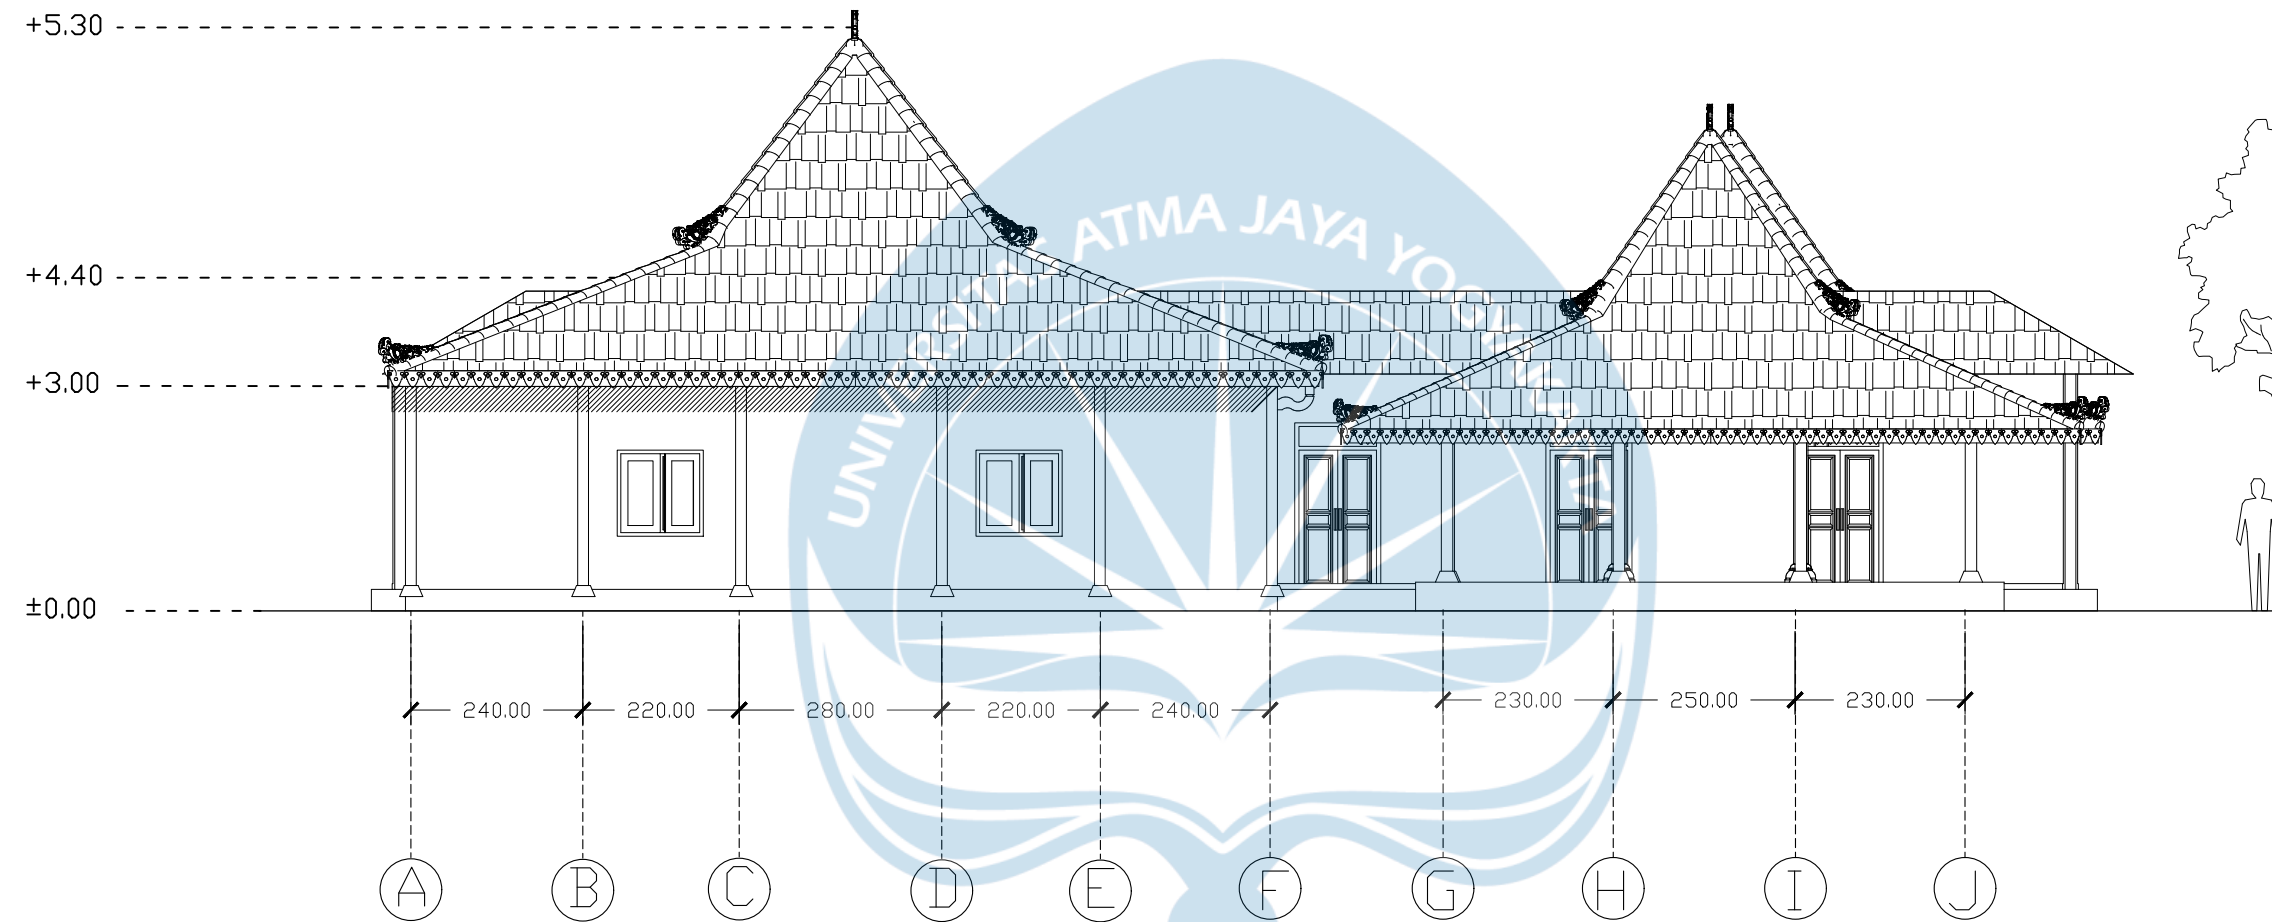 +5.30
+4.40
+3.00
±0.00
UNIVERSITAS ATMA JAYA YOGYAKARTA
240.00 220.00 280.00 220.00 240.00 230.00 250.00 230.00
A B C D E F G H I J